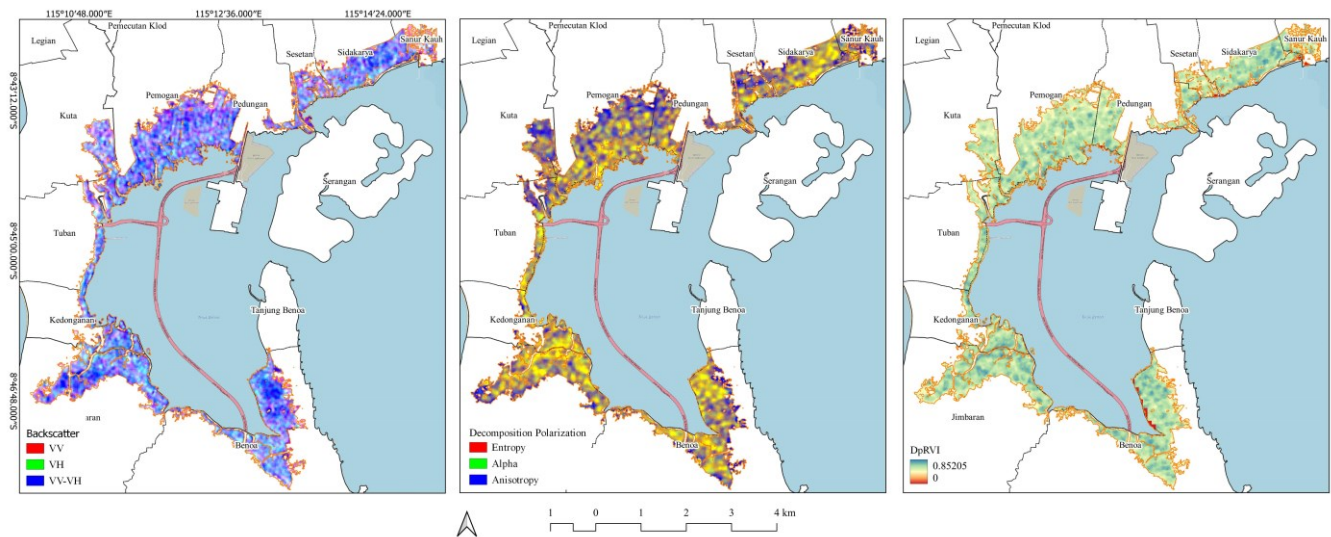 115°10'48.000"E 115°12'36.000"E 115°14'24.000"E
8°43'12.000"S
8°45'00.000"S
8°46'48.000"S
Pemecutan Klod
Legian
Sesetan
Sidakarya
Sanur Kauh
Pemogan
Pedungan
Kuta
Serangan
Tuban
Kedonganan
Tanjung Benoa
aran
Benoa
Backscatter
VV
VH
VV-VH
Pemecutan Klod
Legian
Sesetan
Sidakarya
Sanur Kauh
Pemogan
Pedungan
Kuta
Serangan
Tuban
Kedonganan
Tanjung Benoa
Benoa
Decomposition Polarization
Entropy
Alpha
Anisotropy
Pemecutan Klod
Legian
Sesetan
Sidakarya
Sanur Kauh
Pemogan
Pedungan
Kuta
Serangan
Tuban
Kedonganan
Tanjung Benoa
Jimbaran
Benoa
DpRVI
0.85205
0
1 0 1 2 3 4 km